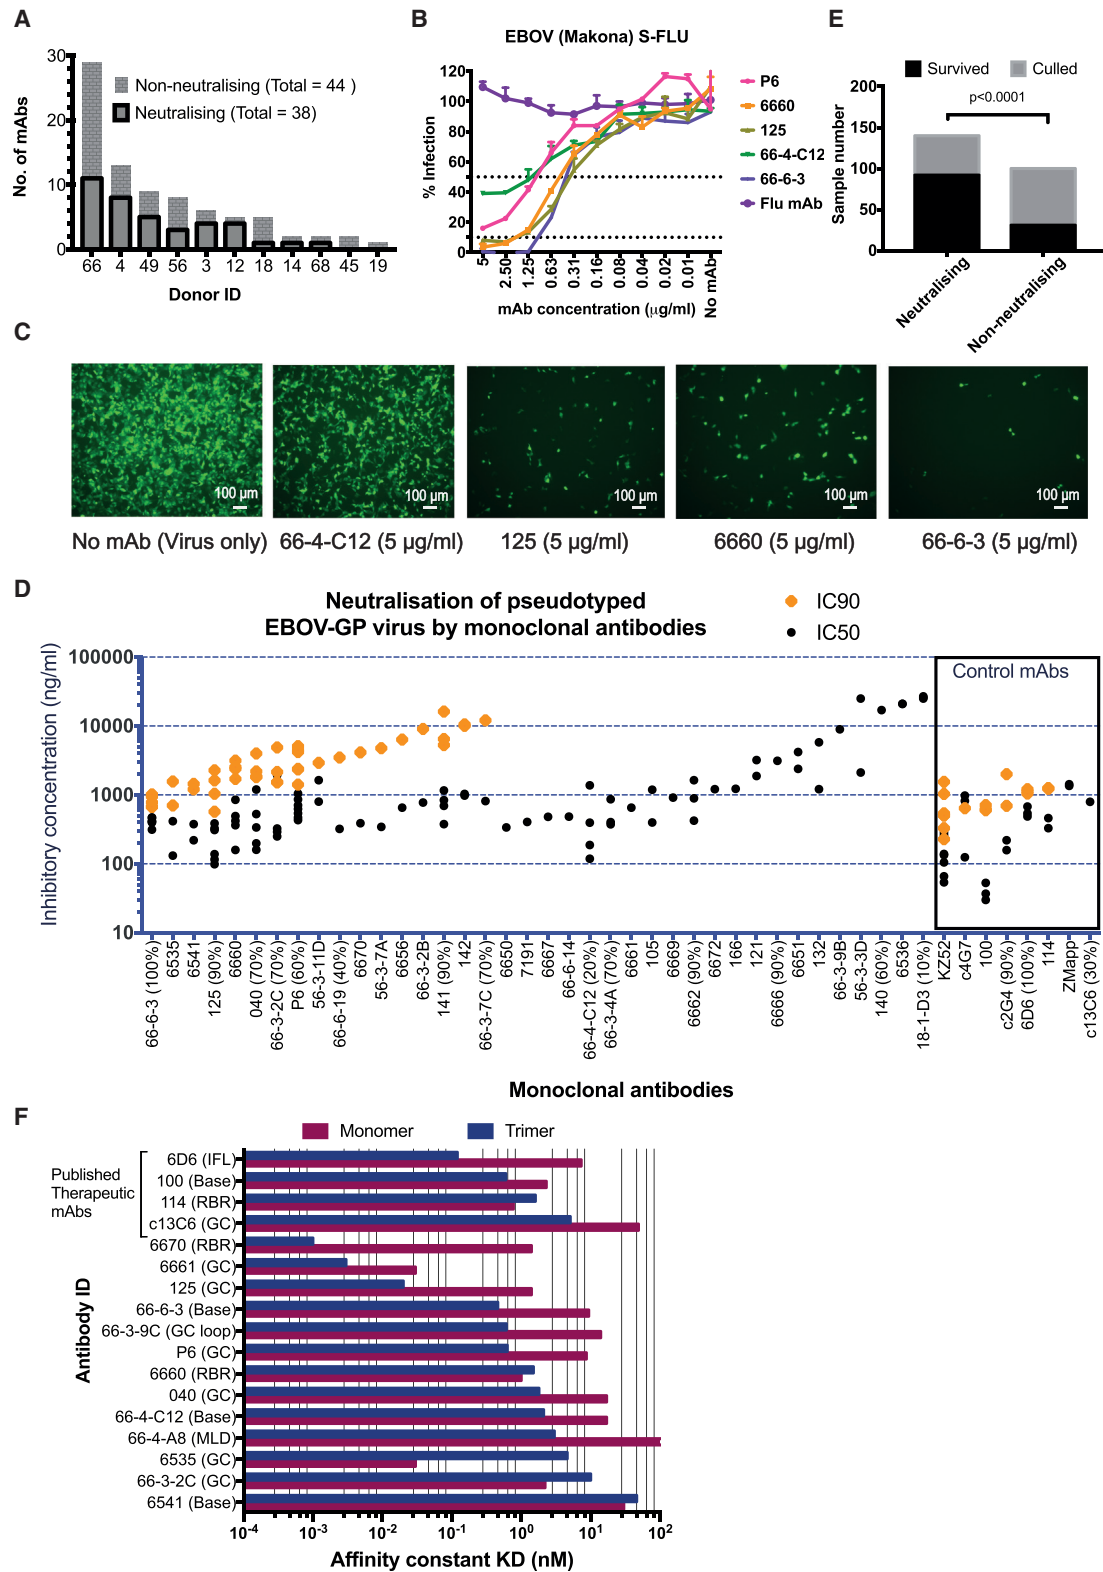 A
No. of mAbs
30
20
10
0
Non-neutralising (Total = 44 )
Neutralising (Total = 38)
66 4 49 56 3 12 18 14 68 45 19
Donor ID
B
EBOV (Makona) S-FLU
% Infection
120
100
80
60
40
20
0
5 2.50 1.25 0.63 0.31 0.16 0.08 0.04 0.02 0.01 No mAb
mAb concentration (µg/ml)
P6
6660
125
66-4-C12
66-6-3
Flu mAb
E
Survived Culled
p<0.0001
Sample number
200
150
100
50
0
Neutralising
Non-neutralising
C
100 µm
100 µm
100 µm
100 µm
100 µm
No mAb (Virus only) 66-4-C12 (5 µg/ml) 125 (5 µg/ml) 6660 (5 µg/ml) 66-6-3 (5 µg/ml)
D
Neutralisation of pseudotyped
EBOV-GP virus by monoclonal antibodies
IC90
IC50
Control mAbs
Inhibitory concentration (ng/ml)
100000
10000
1000
100
10
66-6-3 (100%)
6535
6541
125 (90%)
6660
040 (70%)
66-3-2C (70%)
P6 (60%)
56-3-11D
66-6-19 (40%)
6670
56-3-7A
6656
66-3-2B
141 (90%)
142
66-3-7C (70%)
6650
7191
6667
66-6-14
66-4-C12 (20%)
66-3-4A (70%)
6661
105
6669
6662 (90%)
6672
166
121
6666 (90%)
6651
132
66-3-9B
56-3-3D
140 (60%)
6536
18-1-D3 (10%)
KZ52
c4G7
100
c2G4 (90%)
6D6 (100%)
114
ZMapp
c13C6 (30%)
Monoclonal antibodies
F
Monomer Trimer
Published
Therapeutic
mAbs
Antibody ID
6D6 (IFL)
100 (Base)
114 (RBR)
c13C6 (GC)
6670 (RBR)
6661 (GC)
125 (GC)
66-6-3 (Base)
66-3-9C (GC loop)
P6 (GC)
6660 (RBR)
040 (GC)
66-4-C12 (Base)
66-4-A8 (MLD)
6535 (GC)
66-3-2C (GC)
6541 (Base)
10-4 10-3 10-2 10-1 100 101 102
Affinity constant KD (nM)